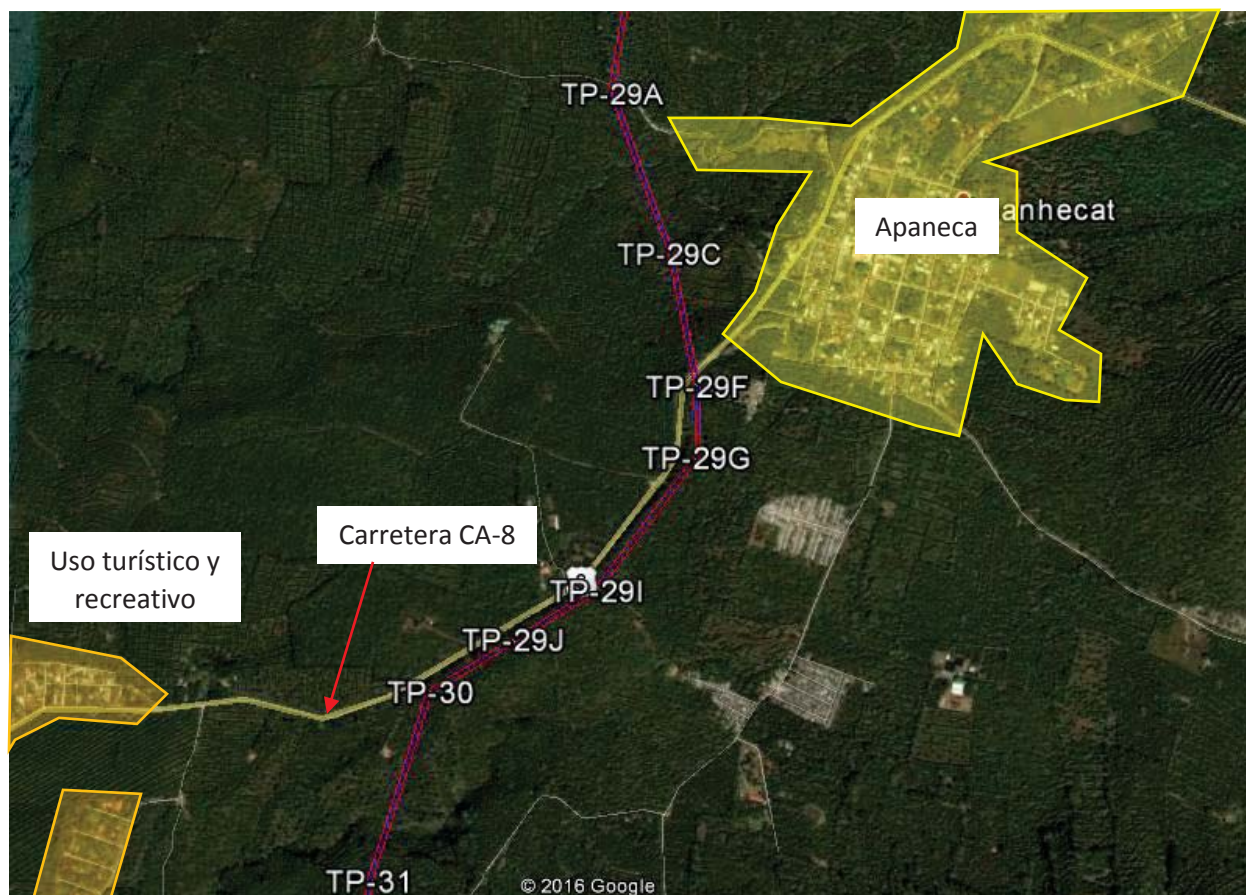 TP-29A
anhecat
Apaneca
TP-29C
TP-29F
TP-29G
Carretera CA-8
Uso turístico y
recreativo
TP-29I
TP-29J
TP-30
TP-31
© 2016 Google